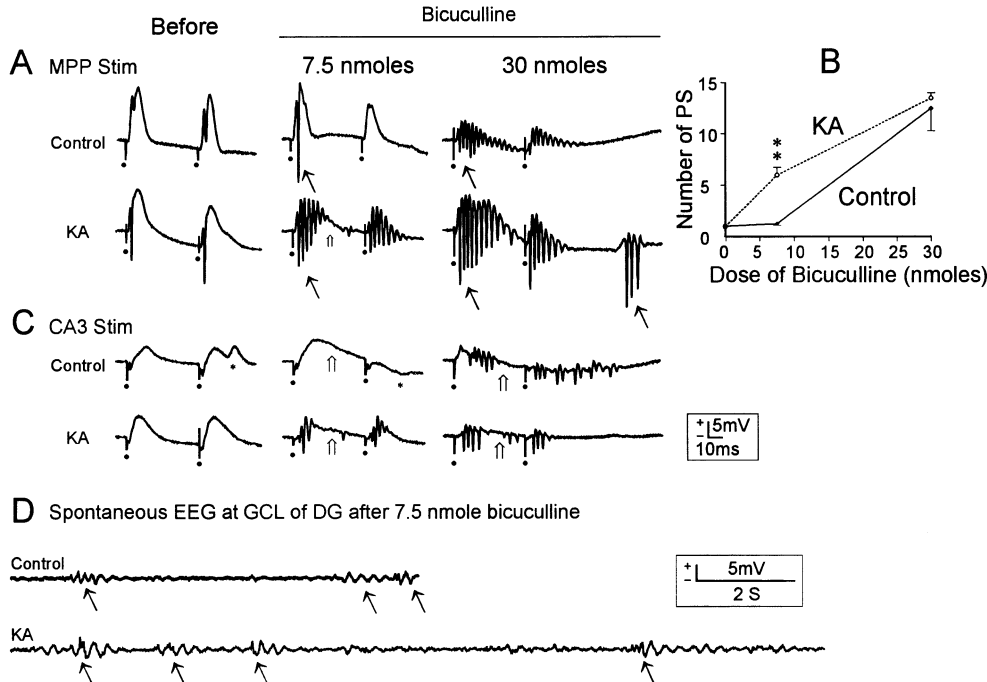 Before
Bicuculline
A MPP Stim
7.5 nmoles
30 nmoles
Control
KA
B
Number of PS
15
10
5
0
**
KA
Control
0 5 10 15 20 25 30
Dose of Bicuculline (nmoles)
C CA3 Stim
Control
*
*
KA
+
−
5mV
10ms
D Spontaneous EEG at GCL of DG after 7.5 nmole bicuculline
Control
KA
+
−
5mV
2 S